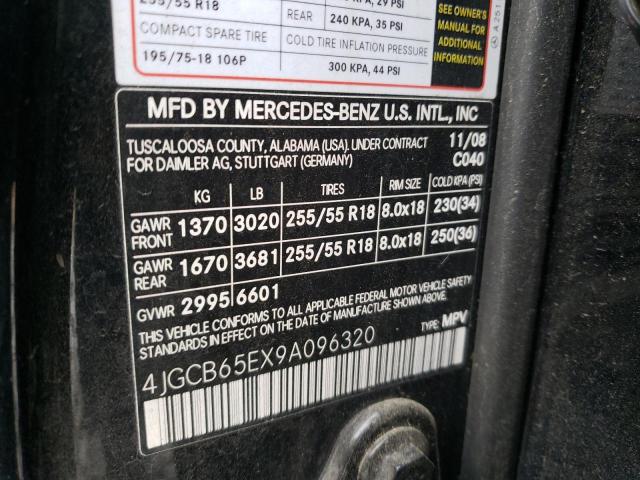 255/55 R18
29 PSI
REAR
240 KPA, 35 PSI
COMPACT SPARE TIRE
COLD TIRE INFLATION PRESSURE
195/75-18 106P
300 KPA, 44 PSI
SEE OWNER'S
MANUAL FOR
ADDITIONAL
INFORMATION
A 251
MFD BY MERCEDES-BENZ U.S. INTL., INC
TUSCALOOSA COUNTY, ALABAMA (USA). UNDER CONTRACT 11/08
FOR DAIMLER AG, STUTTGART (GERMANY) C040
KG LB TIRES RIM SIZE COLD KPA (PSI)
GAWR FRONT 1370 3020 255/55 R18 8.0x18 230(34)
GAWR REAR 1670 3681 255/55 R18 8.0x18 250(36)
GVWR 2995 6601
THIS VEHICLE CONFORMS TO ALL APPLICABLE FEDERAL MOTOR VEHICLE SAFETY
STANDARDS IN EFFECT ON THE DATE OF MANUFACTURE SHOWN ABOVE.
4JGCB65EX9A096320 TYPE: MPV